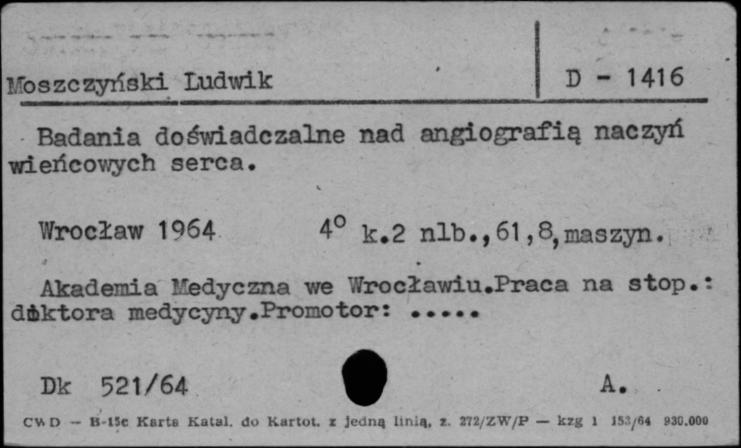 Moszczyński Ludwik
D - 1416
Badania doświadczalne nad angiografią naczyń
wieńcowych serca.
Wrocław 1964 4° k.2 nlb.,61,8,maszyn.
Akademia Medyczna we Wrocławiu.Praca na stop.:
doktora medycyny.Promotor: .....
Dk 521/64 A.
CWD — B-15c Karta Katal. do Kartot. z jedną linią, z. 272/ZW/P — kzg 1 153/64 930.000